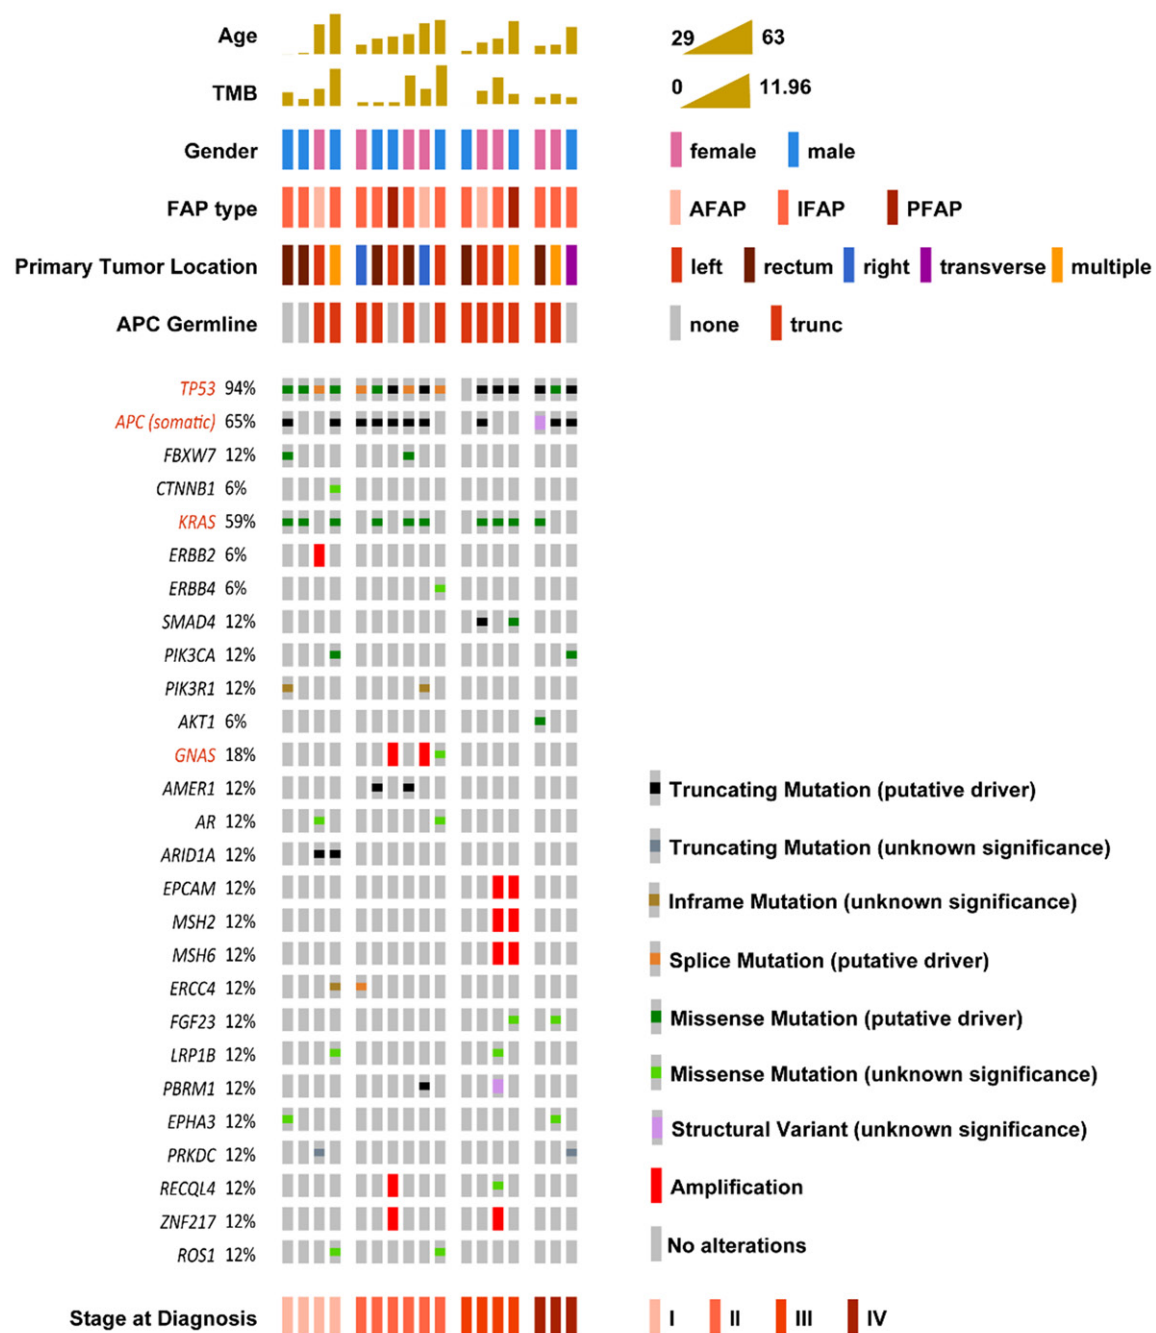 Age 29 63
TMB 0 11.96
Gender female male
FAP type AFAP IFAP PFAP
Primary Tumor Location left rectum right transverse multiple
APC Germline none trunc
TP53 94%
APC (somatic) 65%
FBXW7 12%
CTNNB1 6%
KRAS 59%
ERBB2 6%
ERBB4 6%
SMAD4 12%
PIK3CA 12%
PIK3R1 12%
AKT1 6%
GNAS 18%
AMER1 12%
AR 12%
ARID1A 12%
EPCAM 12%
MSH2 12%
MSH6 12%
ERCC4 12%
FGF23 12%
LRP1B 12%
PBRM1 12%
EPHA3 12%
PRKDC 12%
RECQL4 12%
ZNF217 12%
ROS1 12%
Truncating Mutation (putative driver)
Truncating Mutation (unknown significance)
Inframe Mutation (unknown significance)
Splice Mutation (putative driver)
Missense Mutation (putative driver)
Missense Mutation (unknown significance)
Structural Variant (unknown significance)
Amplification
No alterations
Stage at Diagnosis I II III IV